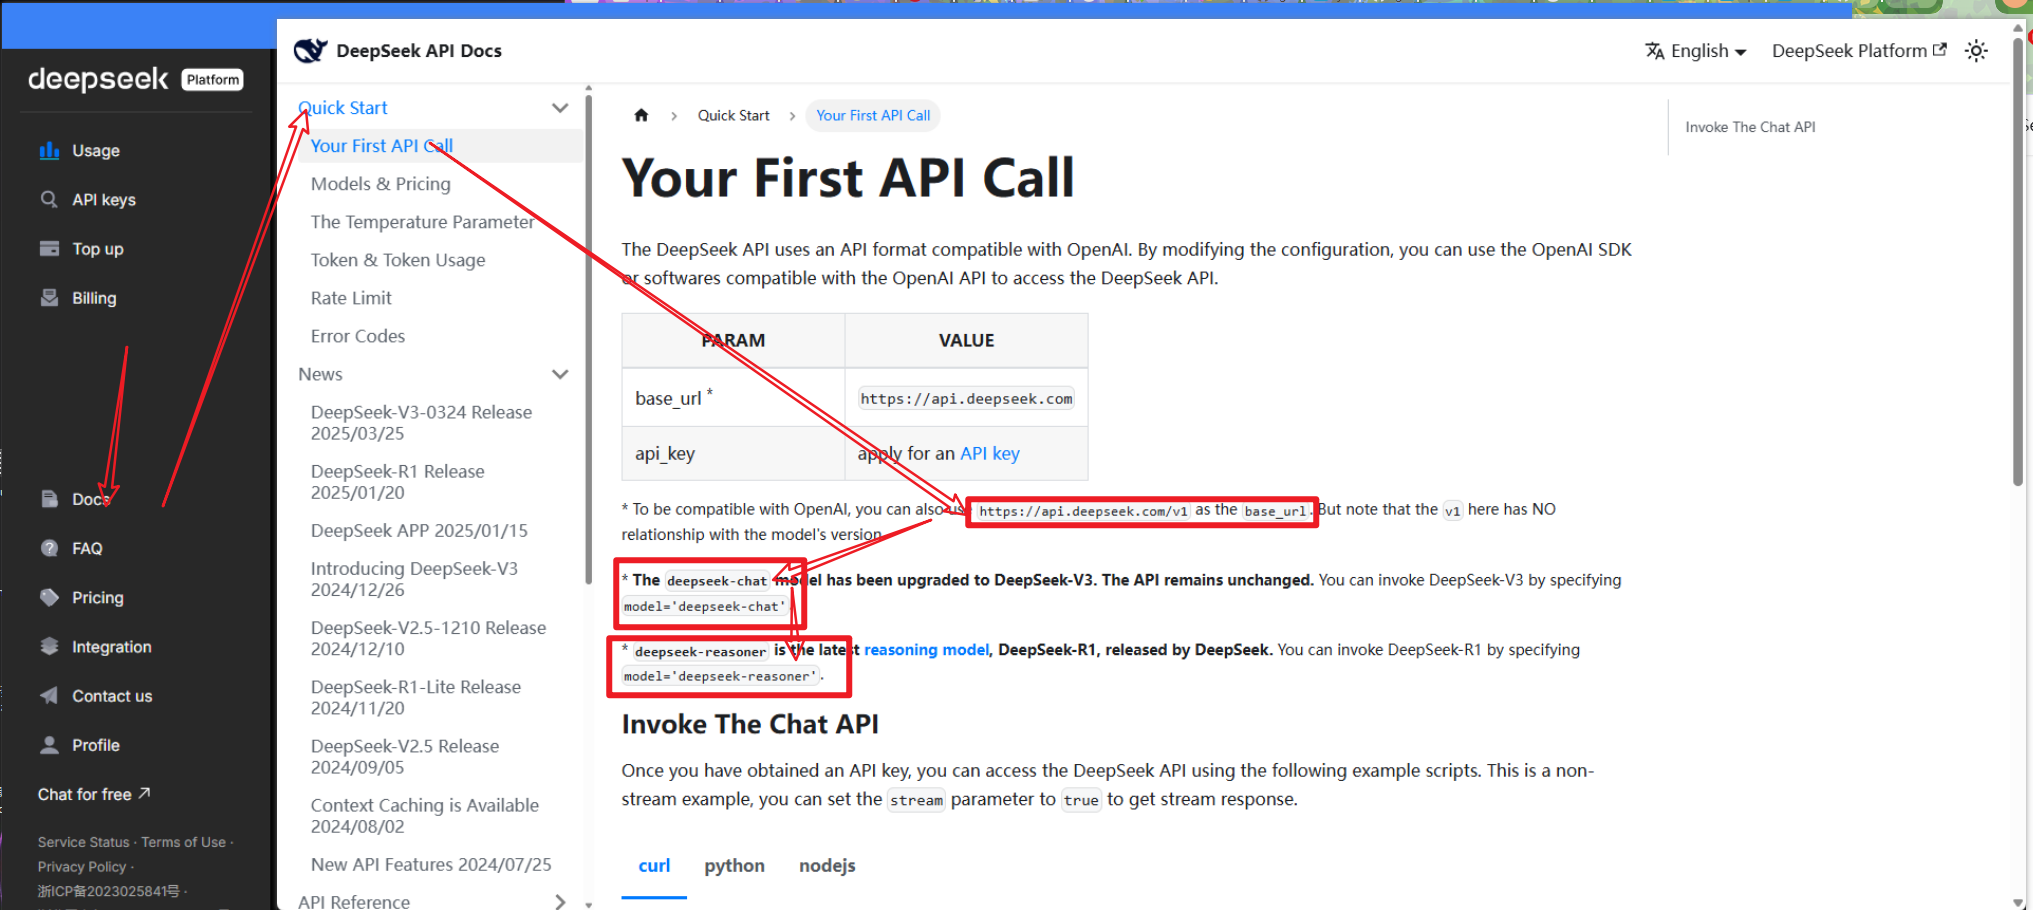 deepseek Platform
Usage
API keys
Top up
Billing
Docs
FAQ
Pricing
Integration
Contact us
Profile
Chat for free ↗
Service Status · Terms of Use ·
Privacy Policy ·
浙ICP备2023025841号 ·
DeepSeek API Docs
English
DeepSeek Platform
Quick Start
Your First API Call
Models & Pricing
The Temperature Parameter
Token & Token Usage
Rate Limit
Error Codes
News
DeepSeek-V3-0324 Release
2025/03/25
DeepSeek-R1 Release
2025/01/20
DeepSeek APP 2025/01/15
Introducing DeepSeek-V3
2024/12/26
DeepSeek-V2.5-1210 Release
2024/12/10
DeepSeek-R1-Lite Release
2024/11/20
DeepSeek-V2.5 Release
2024/09/05
Context Caching is Available
2024/08/02
New API Features 2024/07/25
API Reference
Quick Start > Your First API Call
Your First API Call
The DeepSeek API uses an API format compatible with OpenAI. By modifying the configuration, you can use the OpenAI SDK
or softwares compatible with the OpenAI API to access the DeepSeek API.
PARAM VALUE
base_url * https://api.deepseek.com
api_key apply for an API key
* To be compatible with OpenAI, you can also use https://api.deepseek.com/v1 as the base_url. But note that the v1 here has NO
relationship with the model's version.
* The deepseek-chat model has been upgraded to DeepSeek-V3. The API remains unchanged. You can invoke DeepSeek-V3 by specifying
model='deepseek-chat'.
* deepseek-reasoner is the latest reasoning model, DeepSeek-R1, released by DeepSeek. You can invoke DeepSeek-R1 by specifying
model='deepseek-reasoner'.
Invoke The Chat API
Once you have obtained an API key, you can access the DeepSeek API using the following example scripts. This is a non-
stream example, you can set the stream parameter to true to get stream response.
curl python nodejs
Invoke The Chat API